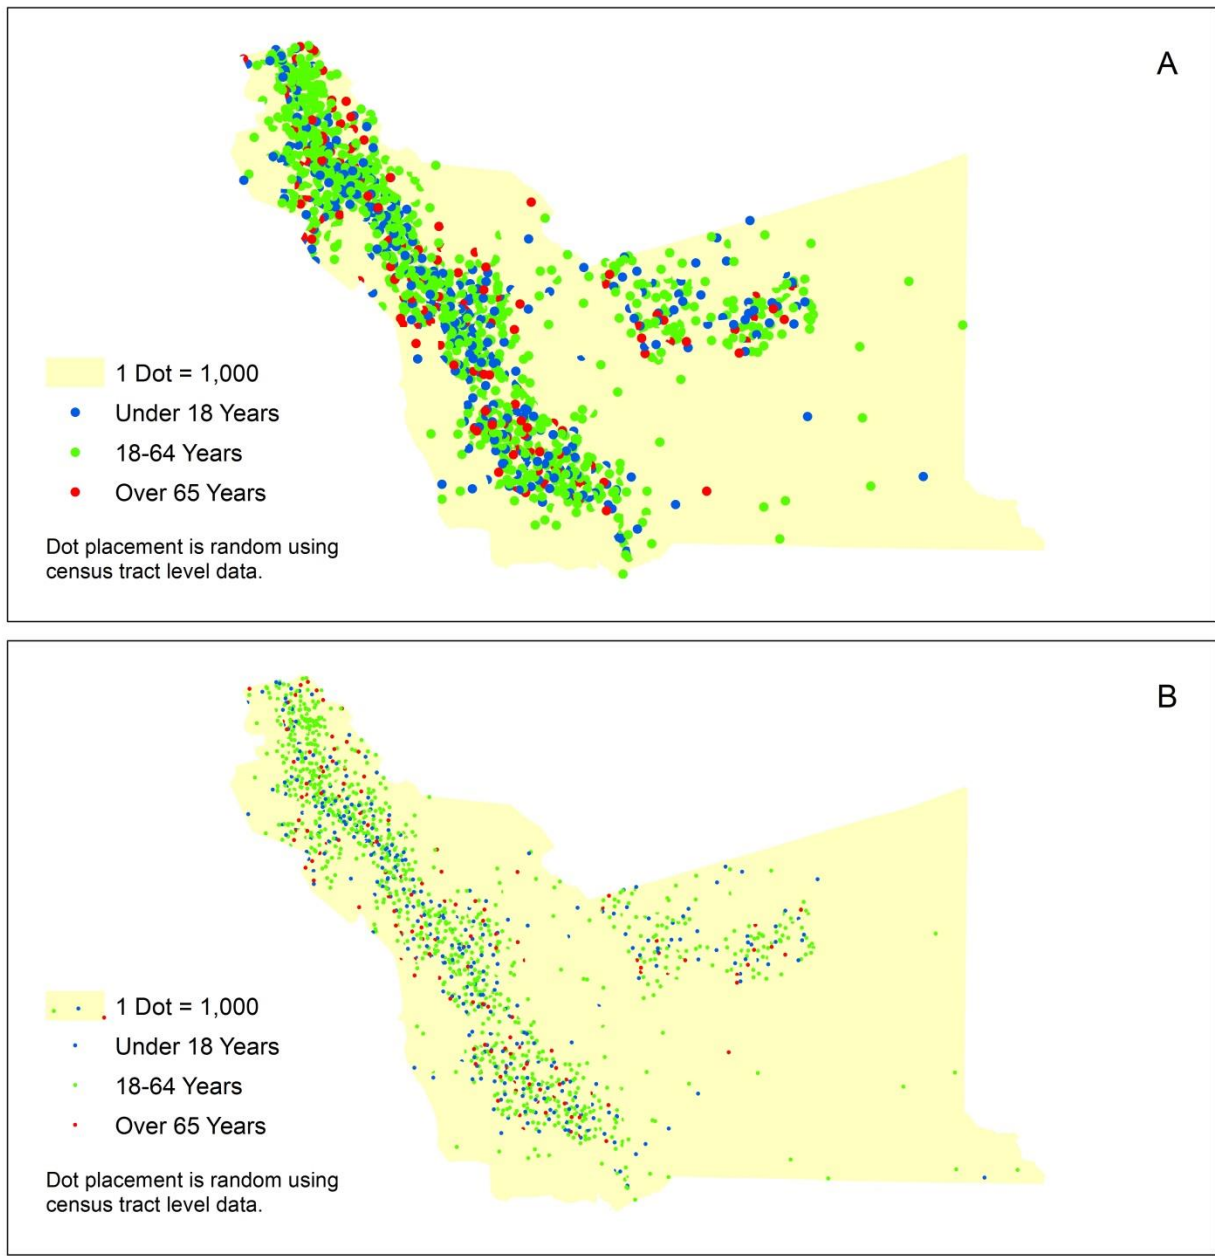 A
1 Dot = 1,000
Under 18 Years
18-64 Years
Over 65 Years
Dot placement is random using
census tract level data.
B
1 Dot = 1,000
Under 18 Years
18-64 Years
Over 65 Years
Dot placement is random using
census tract level data.